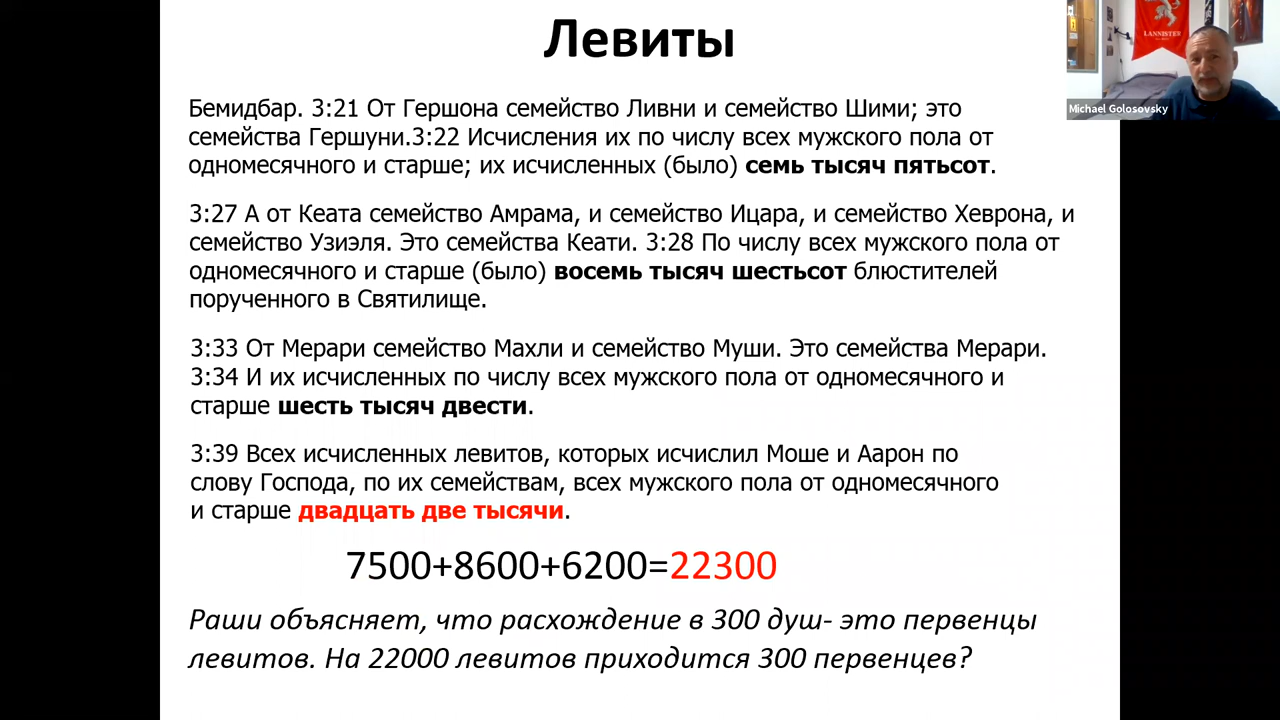 Левиты
LANNISTER
Michael Golosovsky
Бемидбар. 3:21 От Гершона семейство Ливни и семейство Шими; это
семейства Гершуни.3:22 Исчисления их по числу всех мужского пола от
одномесячного и старше; их исчисленных (было) семь тысяч пятьсот.
3:27 А от Кеата семейство Амрама, и семейство Ицара, и семейство Хеврона, и
семейство Узиэля. Это семейства Кеати. 3:28 По числу всех мужского пола от
одномесячного и старше (было) восемь тысяч шестьсот блюстителей
порученного в Святилище.
3:33 От Мерари семейство Махли и семейство Муши. Это семейства Мерари.
3:34 И их исчисленных по числу всех мужского пола от одномесячного и
старше шесть тысяч двести.
3:39 Всех исчисленных левитов, которых исчислил Моше и Аарон по
слову Господа, по их семействам, всех мужского пола от одномесячного
и старше двадцать две тысячи.
7500+8600+6200=22300
Раши объясняет, что расхождение в 300 душ- это первенцы
левитов. На 22000 левитов приходится 300 первенцев?